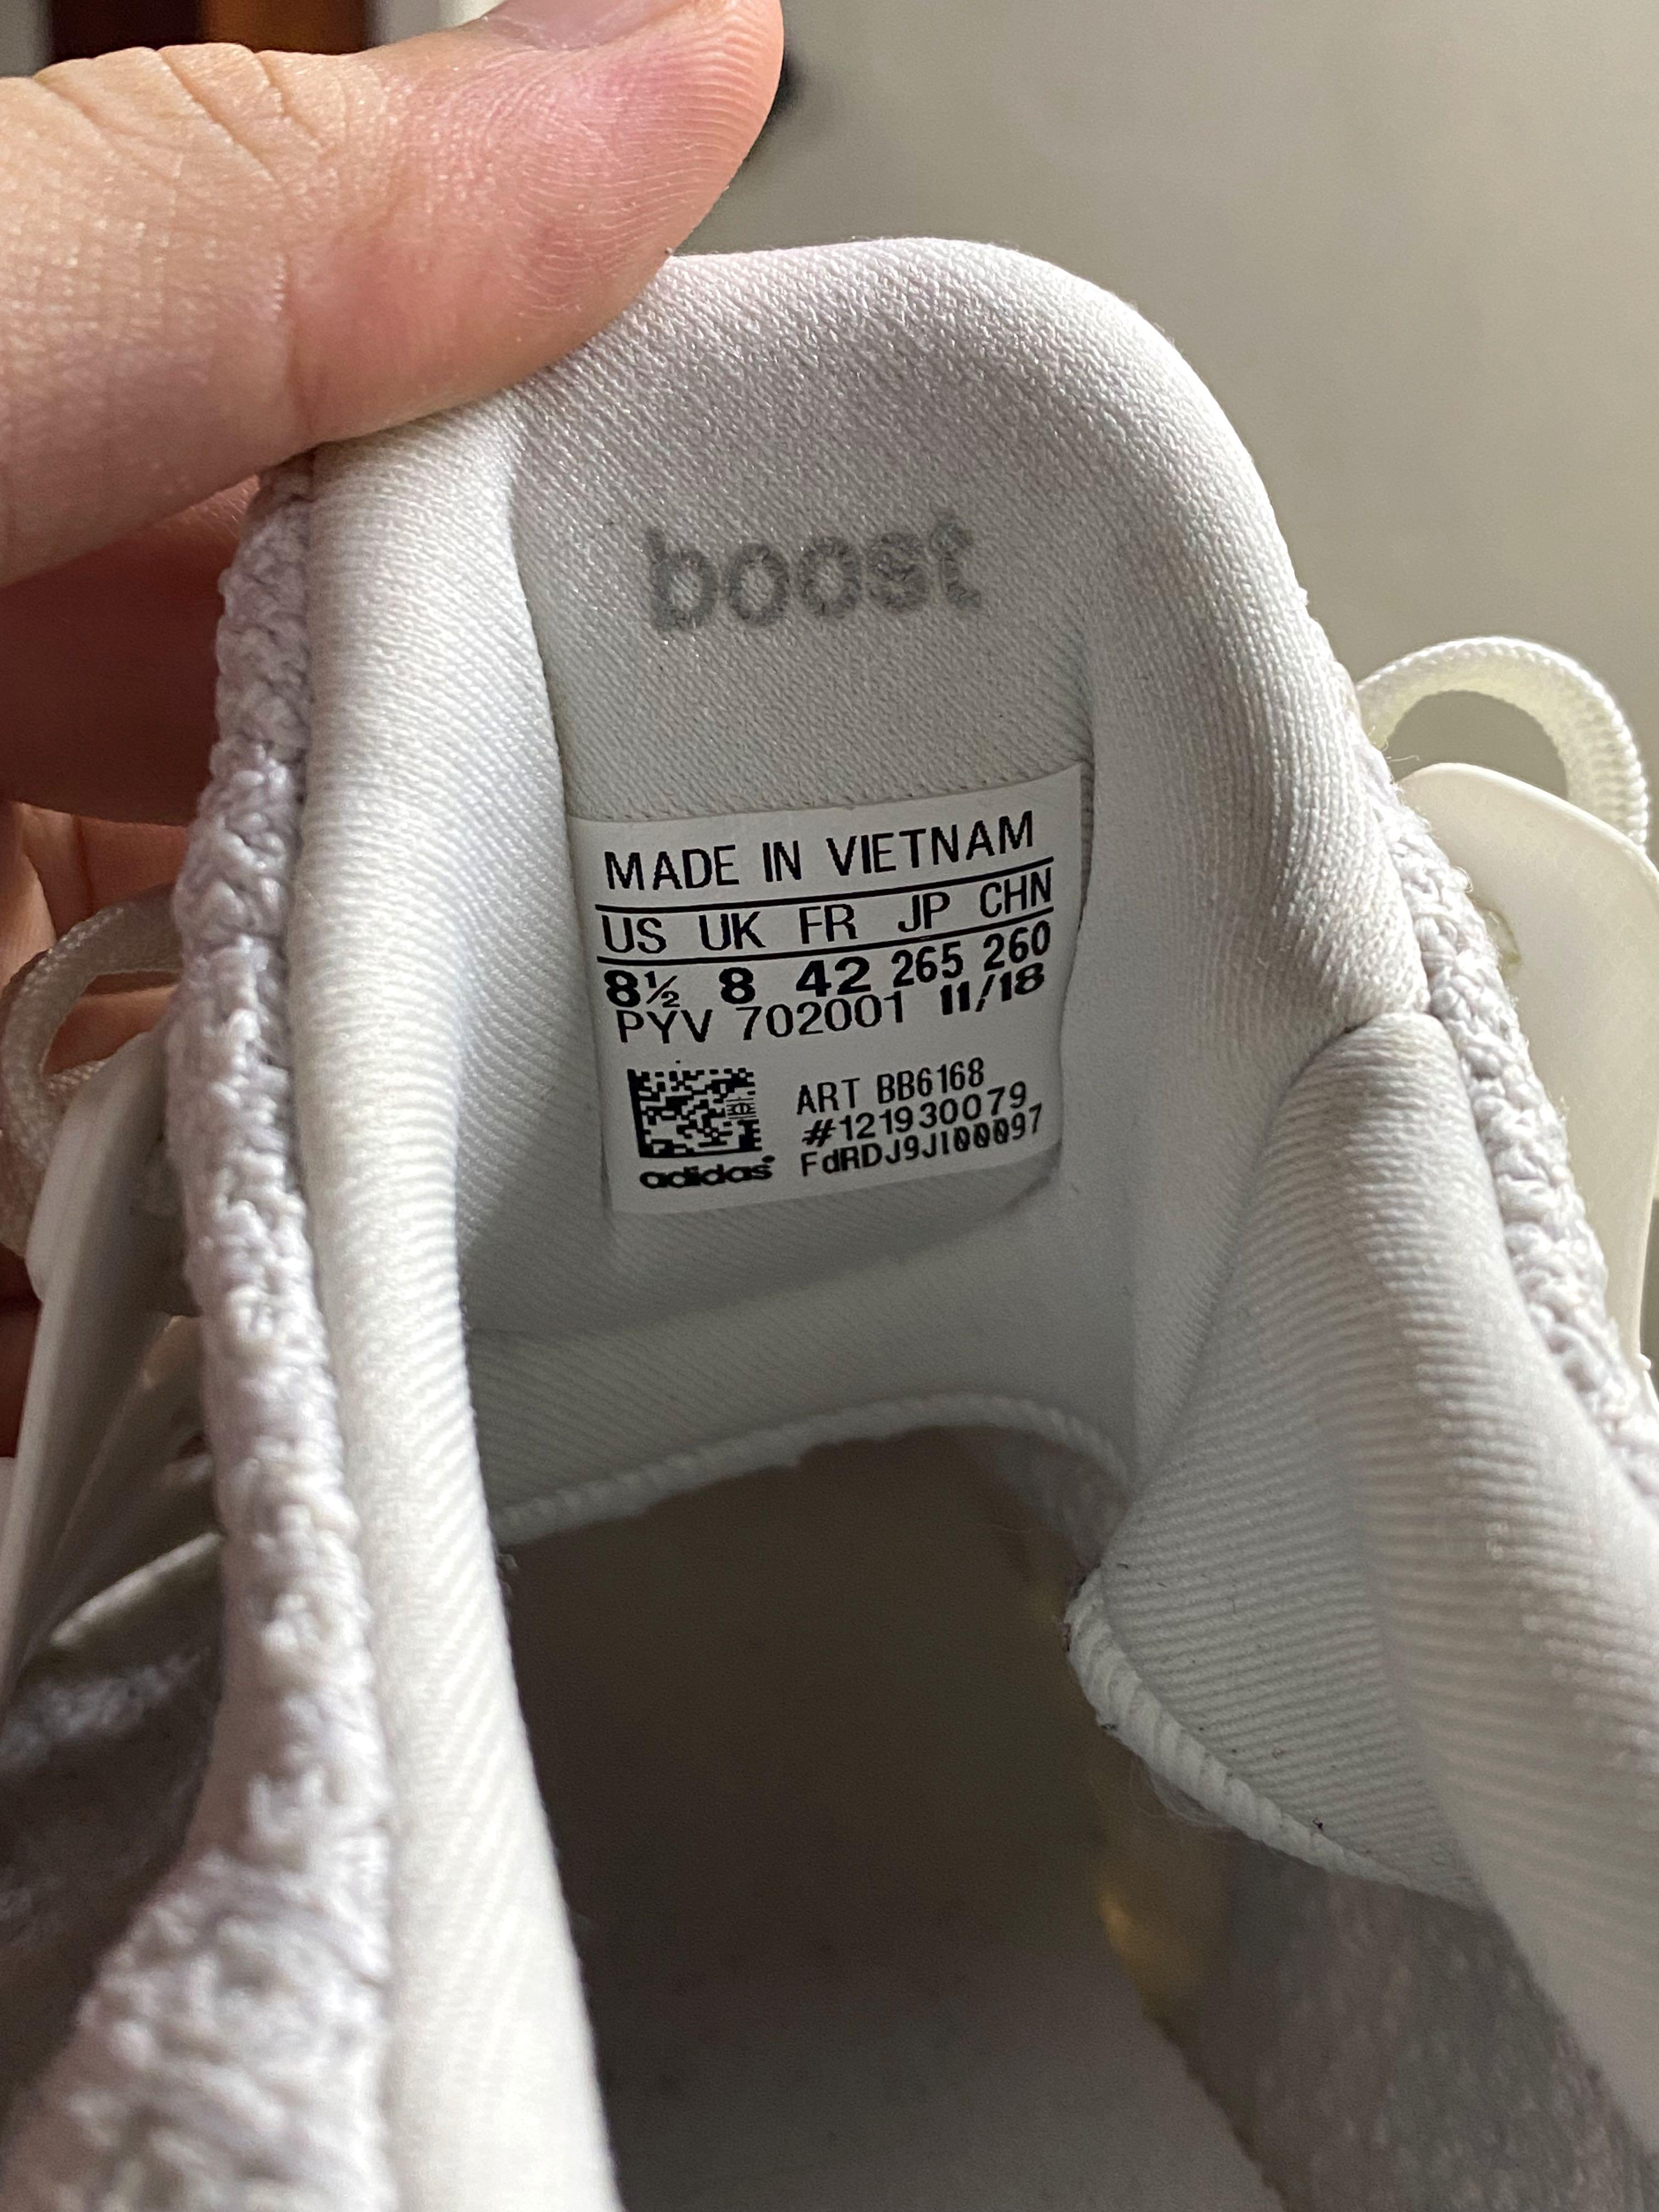 boost
MADE IN VIETNAM
US UK FR JP CHN
8½ 8 42 265 260
PYV 702001 11/18
ART BB6168
#121930079
FdRDJ9JI00097
adidas